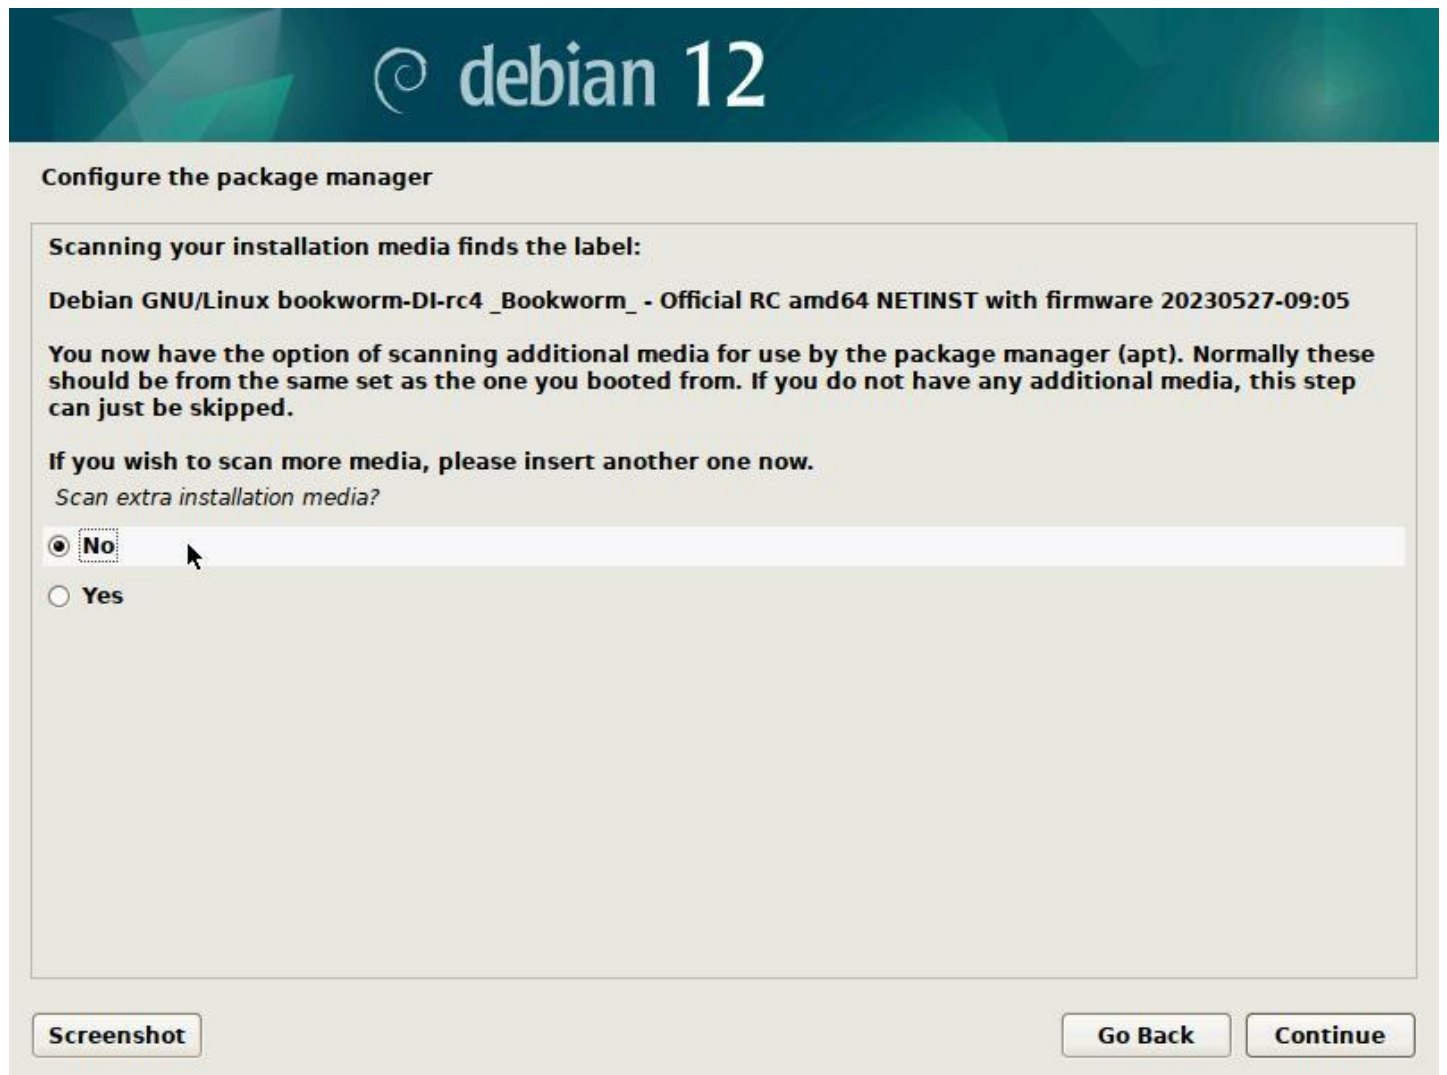 debian 12
Configure the package manager
Scanning your installation media finds the label:
Debian GNU/Linux bookworm-DI-rc4 _Bookworm_ - Official RC amd64 NETINST with firmware 20230527-09:05
You now have the option of scanning additional media for use by the package manager (apt). Normally these
should be from the same set as the one you booted from. If you do not have any additional media, this step
can just be skipped.
If you wish to scan more media, please insert another one now.
Scan extra installation media?
No
Yes
Screenshot
Go Back
Continue